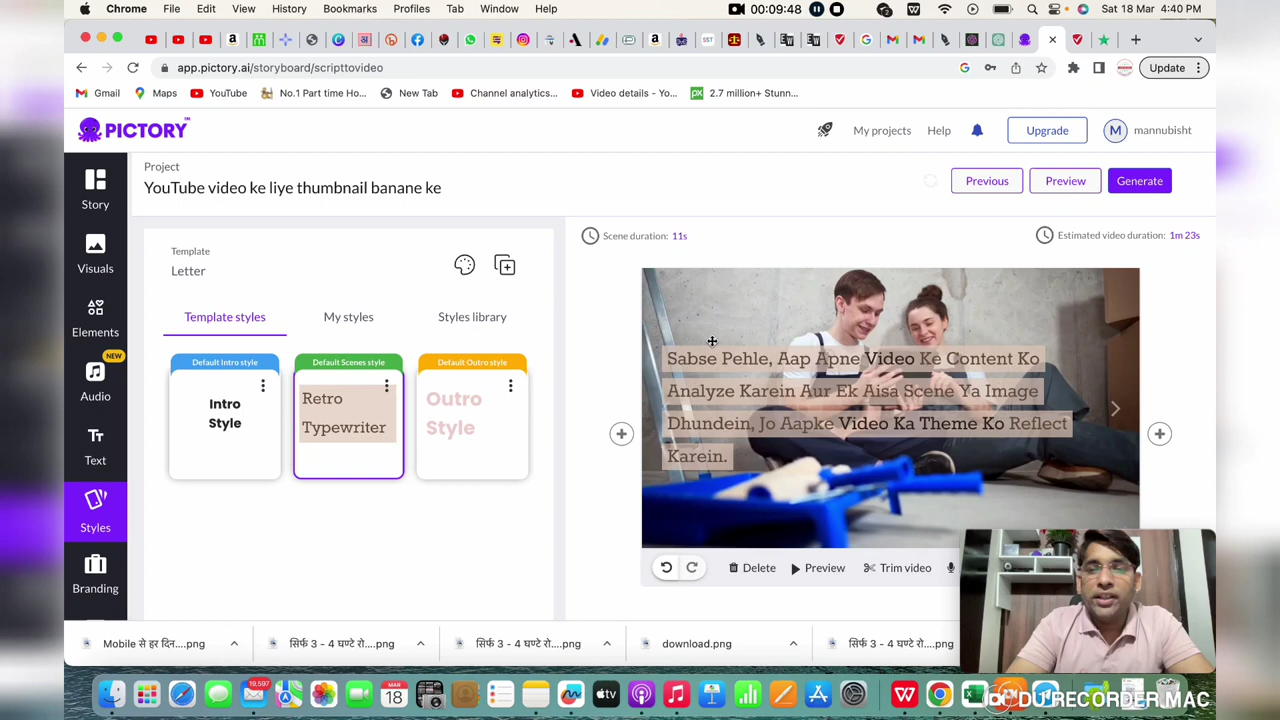 Chrome File Edit View History Bookmarks Profiles Tab Window Help 00:09:48 Sat 18 Mar 4:40 PM
app.pictory.ai/storyboard/scripttovideo Update
Gmail Maps YouTube No.1 Part time Ho... New Tab Channel analytics... Video details - Yo... 2.7 million+ Stunn...
PICTORY My projects Help Upgrade M mannubisht
Project
YouTube video ke liye thumbnail banane ke
Previous Preview Generate
Story
Visuals
Elements
NEW
Audio
Text
Styles
Branding
Template
Letter
Template styles My styles Styles library
Default Intro style Default Scenes style Default Outro style
Intro
Style
Retro
Typewriter
Outro
Style
Scene duration: 11s Estimated video duration: 1m 23s
Sabse Pehle, Aap Apne Video Ke Content Ko
Analyze Karein Aur Ek Aisa Scene Ya Image
Dhundein, Jo Aapke Video Ka Theme Ko Reflect
Karein.
Delete Preview Trim video
Mobile से हर दिन....png सिर्फ 3 - 4 घण्टे रो....png सिर्फ 3 - 4 घण्टे रो....png download.png सिर्फ 3 - 4 घण्टे रो....png
19,597
MAR
18
DU RECORDER MAC